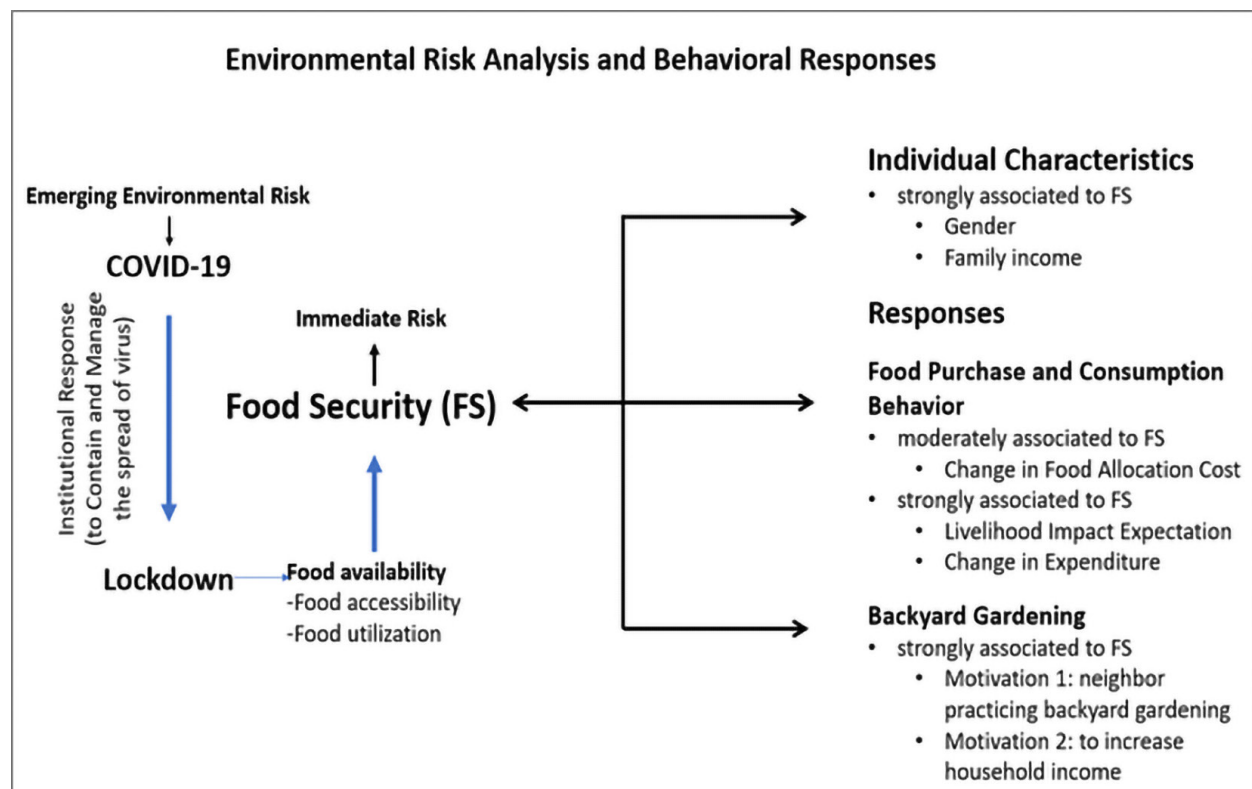 Environmental Risk Analysis and Behavioral Responses
Emerging Environmental Risk
COVID-19
Institutional Response
(to Contain and Manage
the spread of virus)
Lockdown
Immediate Risk
Food Security (FS)
Food availability
-Food accessibility
-Food utilization
Individual Characteristics
• strongly associated to FS
• Gender
• Family income
Responses
Food Purchase and Consumption
Behavior
• moderately associated to FS
• Change in Food Allocation Cost
• strongly associated to FS
• Livelihood Impact Expectation
• Change in Expenditure
Backyard Gardening
• strongly associated to FS
• Motivation 1: neighbor
practicing backyard gardening
• Motivation 2: to increase
household income